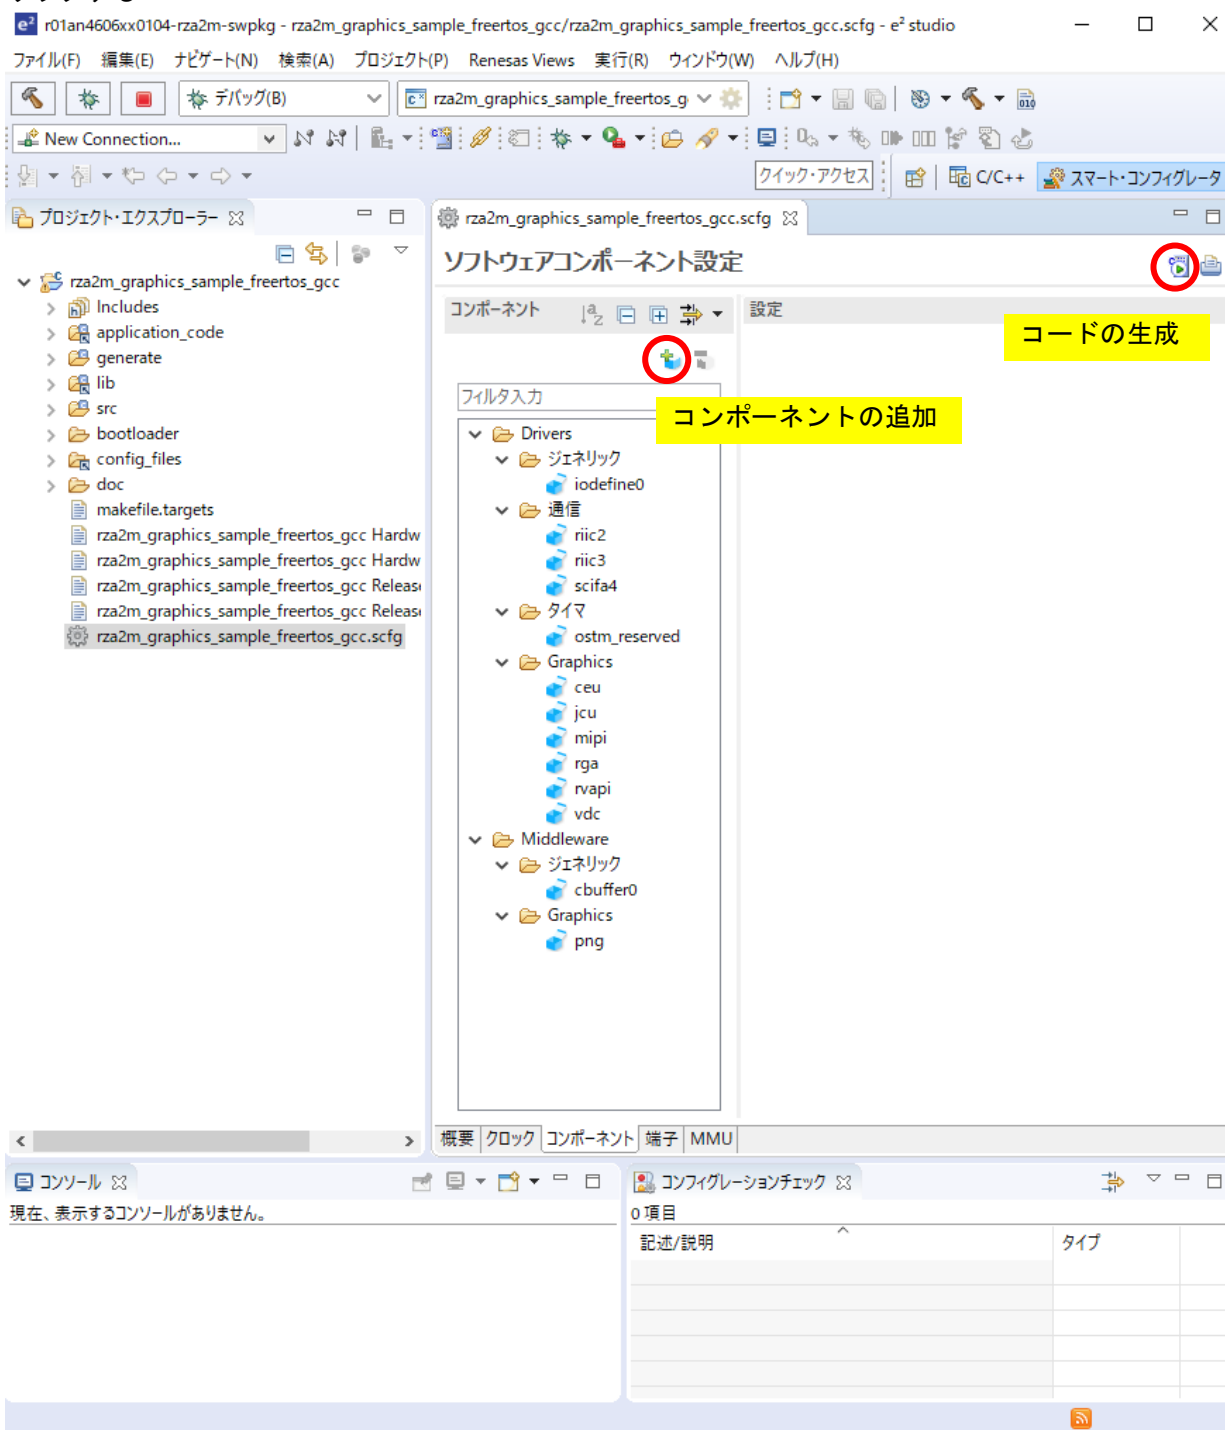 r01an4606xx0104-rza2m-swpkg - rza2m_graphics_sample_freertos_gcc/rza2m_graphics_sample_freertos_gcc.scfg - e² studio
ファイル(F) 編集(E) ナビゲート(N) 検索(A) プロジェクト(P) Renesas Views 実行(R) ウィンドウ(W) ヘルプ(H)
デバッグ(B) rza2m_graphics_sample_freertos_g
New Connection...
クイック・アクセス C/C++ スマート・コンフィグレータ
プロジェクト・エクスプローラー
rza2m_graphics_sample_freertos_gcc
Includes
application_code
generate
lib
src
bootloader
config_files
doc
makefile.targets
rza2m_graphics_sample_freertos_gcc Hardw
rza2m_graphics_sample_freertos_gcc Hardw
rza2m_graphics_sample_freertos_gcc Release
rza2m_graphics_sample_freertos_gcc Release
rza2m_graphics_sample_freertos_gcc.scfg
rza2m_graphics_sample_freertos_gcc.scfg
ソフトウェアコンポーネント設定
コンポーネント
設定
コードの生成
フィルタ入力
コンポーネントの追加
Drivers
ジェネリック
iodefine0
通信
riic2
riic3
scifa4
タイマ
ostm_reserved
Graphics
ceu
jcu
mipi
rga
rvapi
vdc
Middleware
ジェネリック
cbuffer0
Graphics
png
概要 クロック コンポーネント 端子 MMU
コンソール
現在、表示するコンソールがありません。
コンフィグレーションチェック
0 項目
記述/説明 タイプ